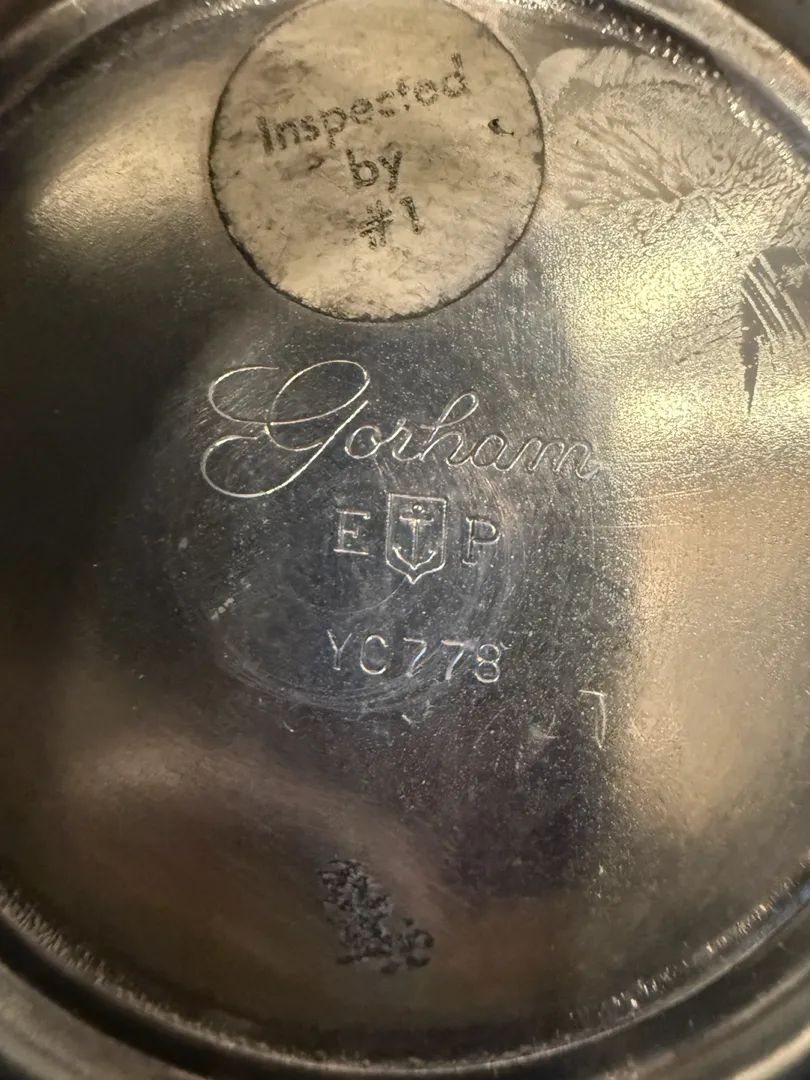 Inspected
by
#1
Gorham
E P
YC778